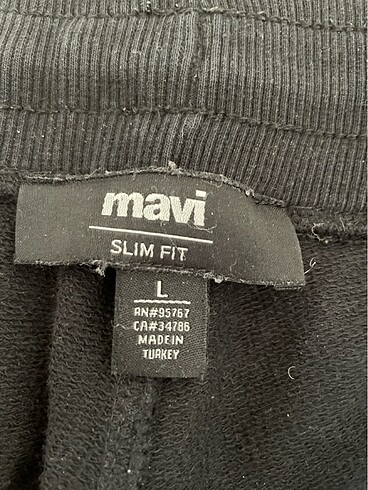 mavi
SLIM FIT
L
RN#95767
CA#34786
MADE IN
TURKEY